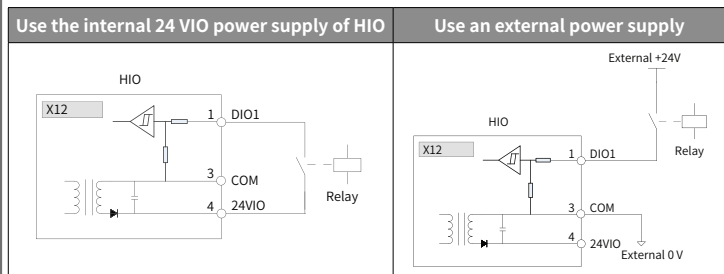 Use the internal 24 VIO power supply of HIO
HIO
X12
1 DIO1
3 COM
4 24VIO
Relay
Use an external power supply
External +24V
HIO
X12
1 DIO1
Relay
3 COM
4 24VIO
External 0 V